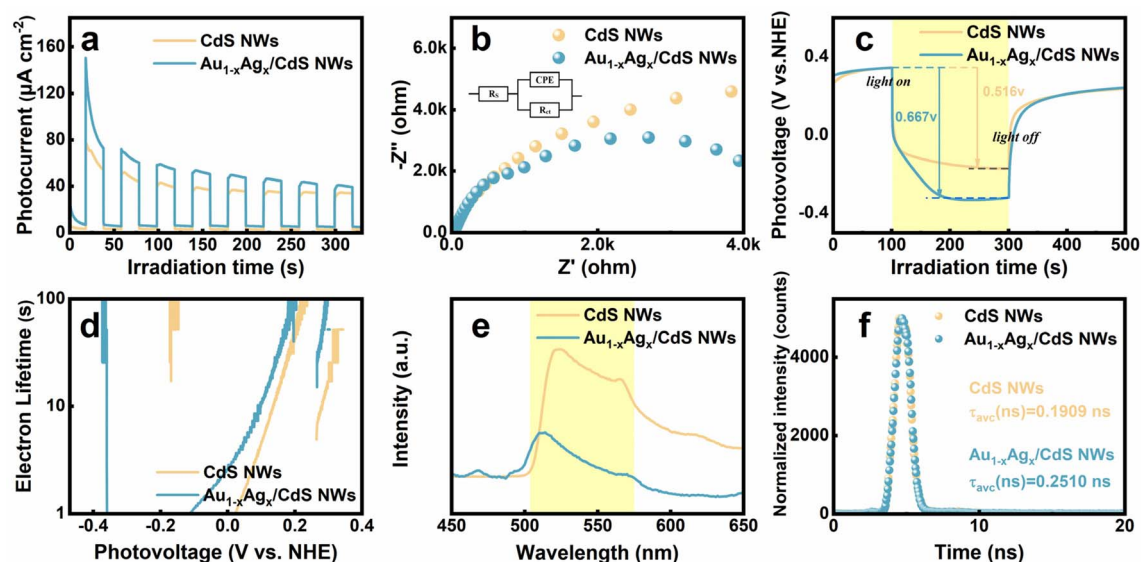 a
CdS NWs
Au₁₋ₓAgₓ/CdS NWs
Photocurrent (µA cm⁻²)
160
120
80
40
0
0
50
100
150
200
250
300
Irradiation time (s)
b
CdS NWs
Au₁₋ₓAgₓ/CdS NWs
CPE
Rₛ
R꜀ₜ
-Z'' (ohm)
6.0k
4.0k
2.0k
0.0
0.0
2.0k
4.0k
Z' (ohm)
c
CdS NWs
Au₁₋ₓAgₓ/CdS NWs
light on
0.516v
0.667v
light off
Photovoltage (V vs.NHE)
0.4
0.0
-0.4
0
100
200
300
400
500
Irradiation time (s)
d
CdS NWs
Au₁₋ₓAgₓ/CdS NWs
Electron Lifetime (s)
100
10
1
-0.4
-0.2
0.0
0.2
0.4
Photovoltage (V vs. NHE)
e
CdS NWs
Au₁₋ₓAgₓ/CdS NWs
Intensity (a.u.)
450
500
550
600
650
Wavelength (nm)
f
CdS NWs
Au₁₋ₓAgₓ/CdS NWs
CdS NWs
τavc(ns)=0.1909 ns
Au₁₋ₓAgₓ/CdS NWs
τavc(ns)=0.2510 ns
Normalized intensity (counts)
4000
2000
0
0
10
20
Time (ns)